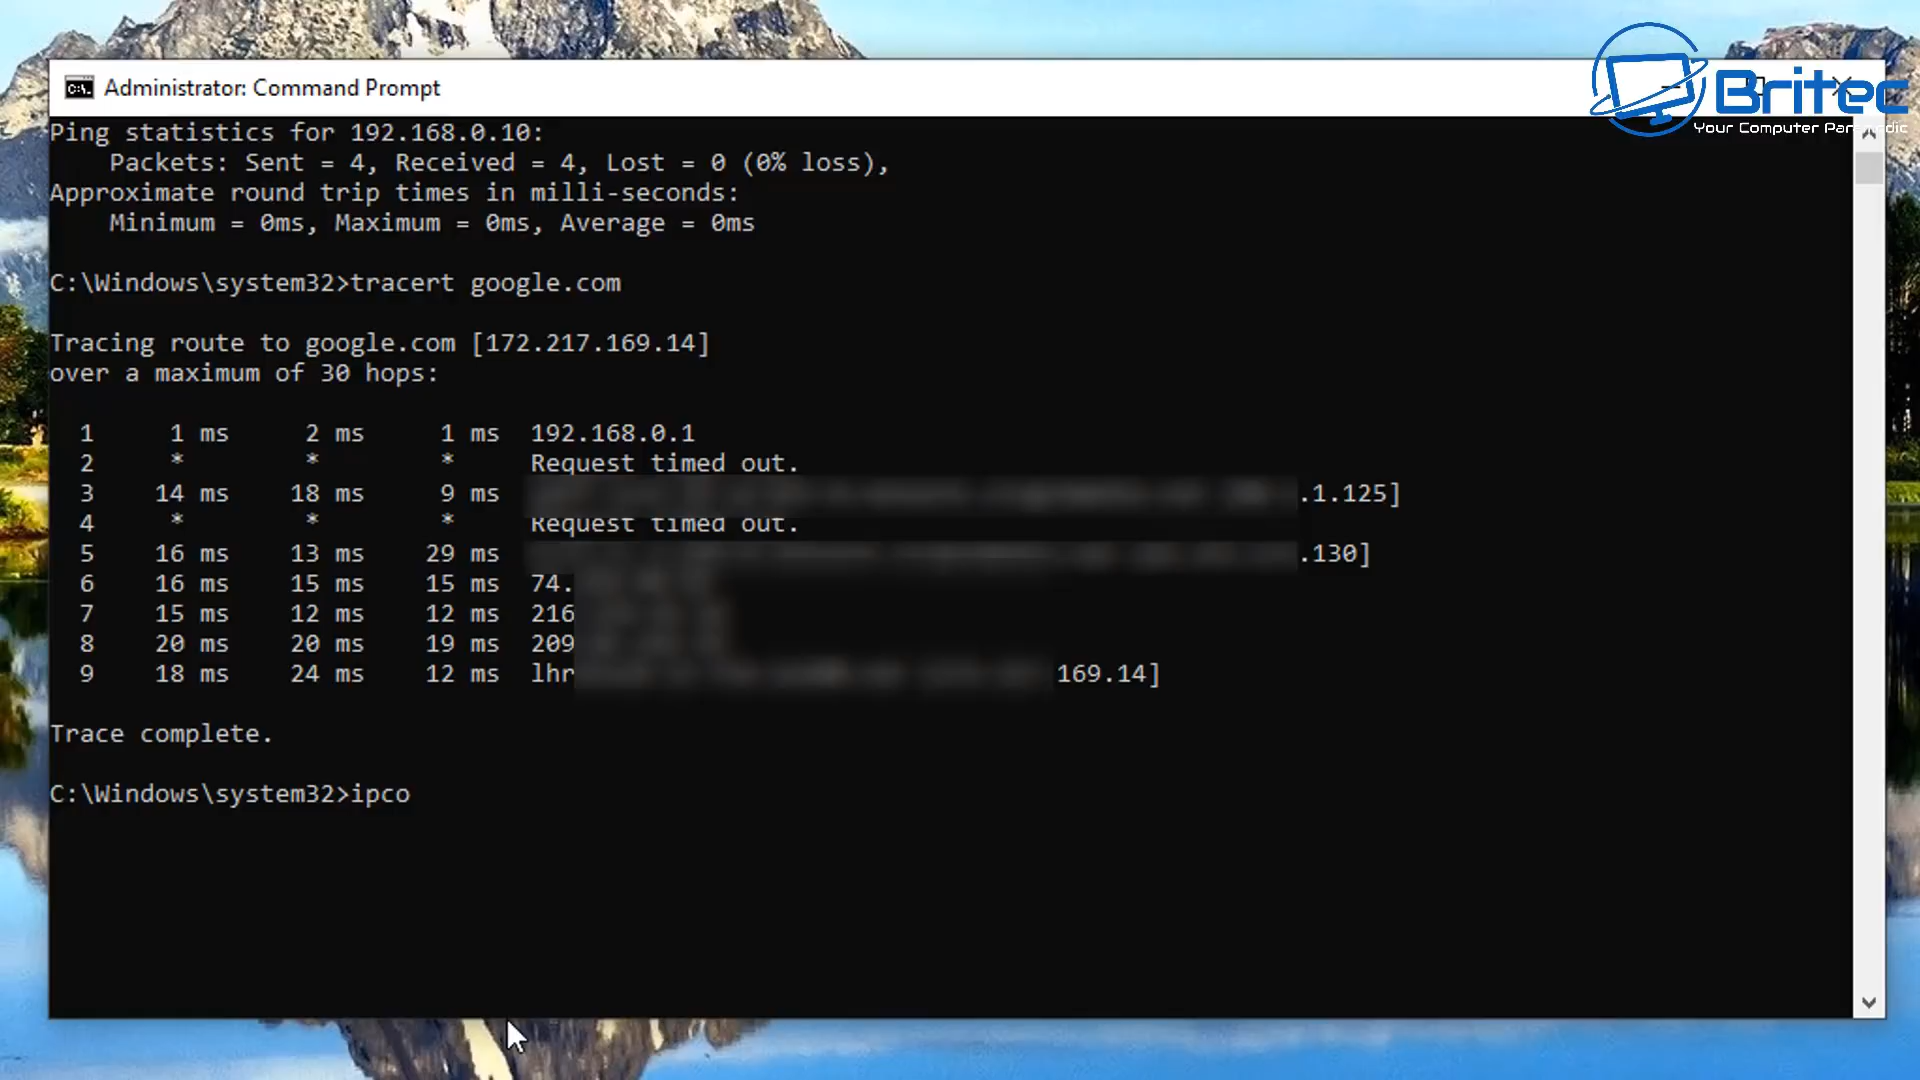 Administrator: Command Prompt
Britec
Your Computer Par dic
Ping statistics for 192.168.0.10:
    Packets: Sent = 4, Received = 4, Lost = 0 (0% loss),
Approximate round trip times in milli-seconds:
    Minimum = 0ms, Maximum = 0ms, Average = 0ms
C:\Windows\system32>tracert google.com
Tracing route to google.com [172.217.169.14]
over a maximum of 30 hops:
  1     1 ms     2 ms     1 ms  192.168.0.1
  2     *        *        *     Request timed out.
  3    14 ms    18 ms     9 ms  .1.125]
  4     *        *        *     Request timed out.
  5    16 ms    13 ms    29 ms  .130]
  6    16 ms    15 ms    15 ms  74.
  7    15 ms    12 ms    12 ms  216
  8    20 ms    20 ms    19 ms  209
  9    18 ms    24 ms    12 ms  lhr 169.14]
Trace complete.
C:\Windows\system32>ipco